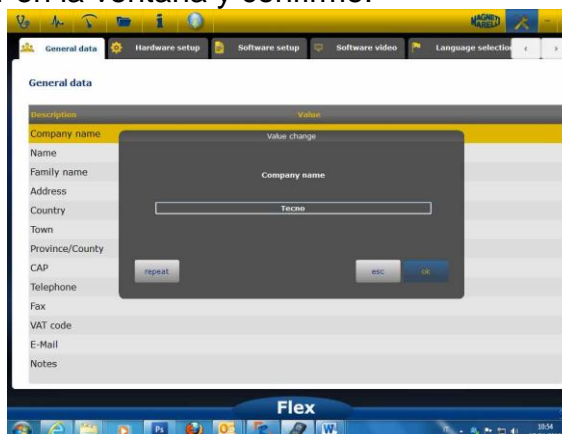 en la ventana y confirme.
MAGNETI
MARELLI
General data
Hardware setup
Software setup
Software video
Language selection
General data
Description
Value
Company name
Value change
Name
Family name
Company name
Address
Country
Tecno
Town
Province/County
CAP
repeat
esc
ok
Telephone
Fax
VAT code
E-Mail
Notes
Flex
Ps
W
IT
10:54